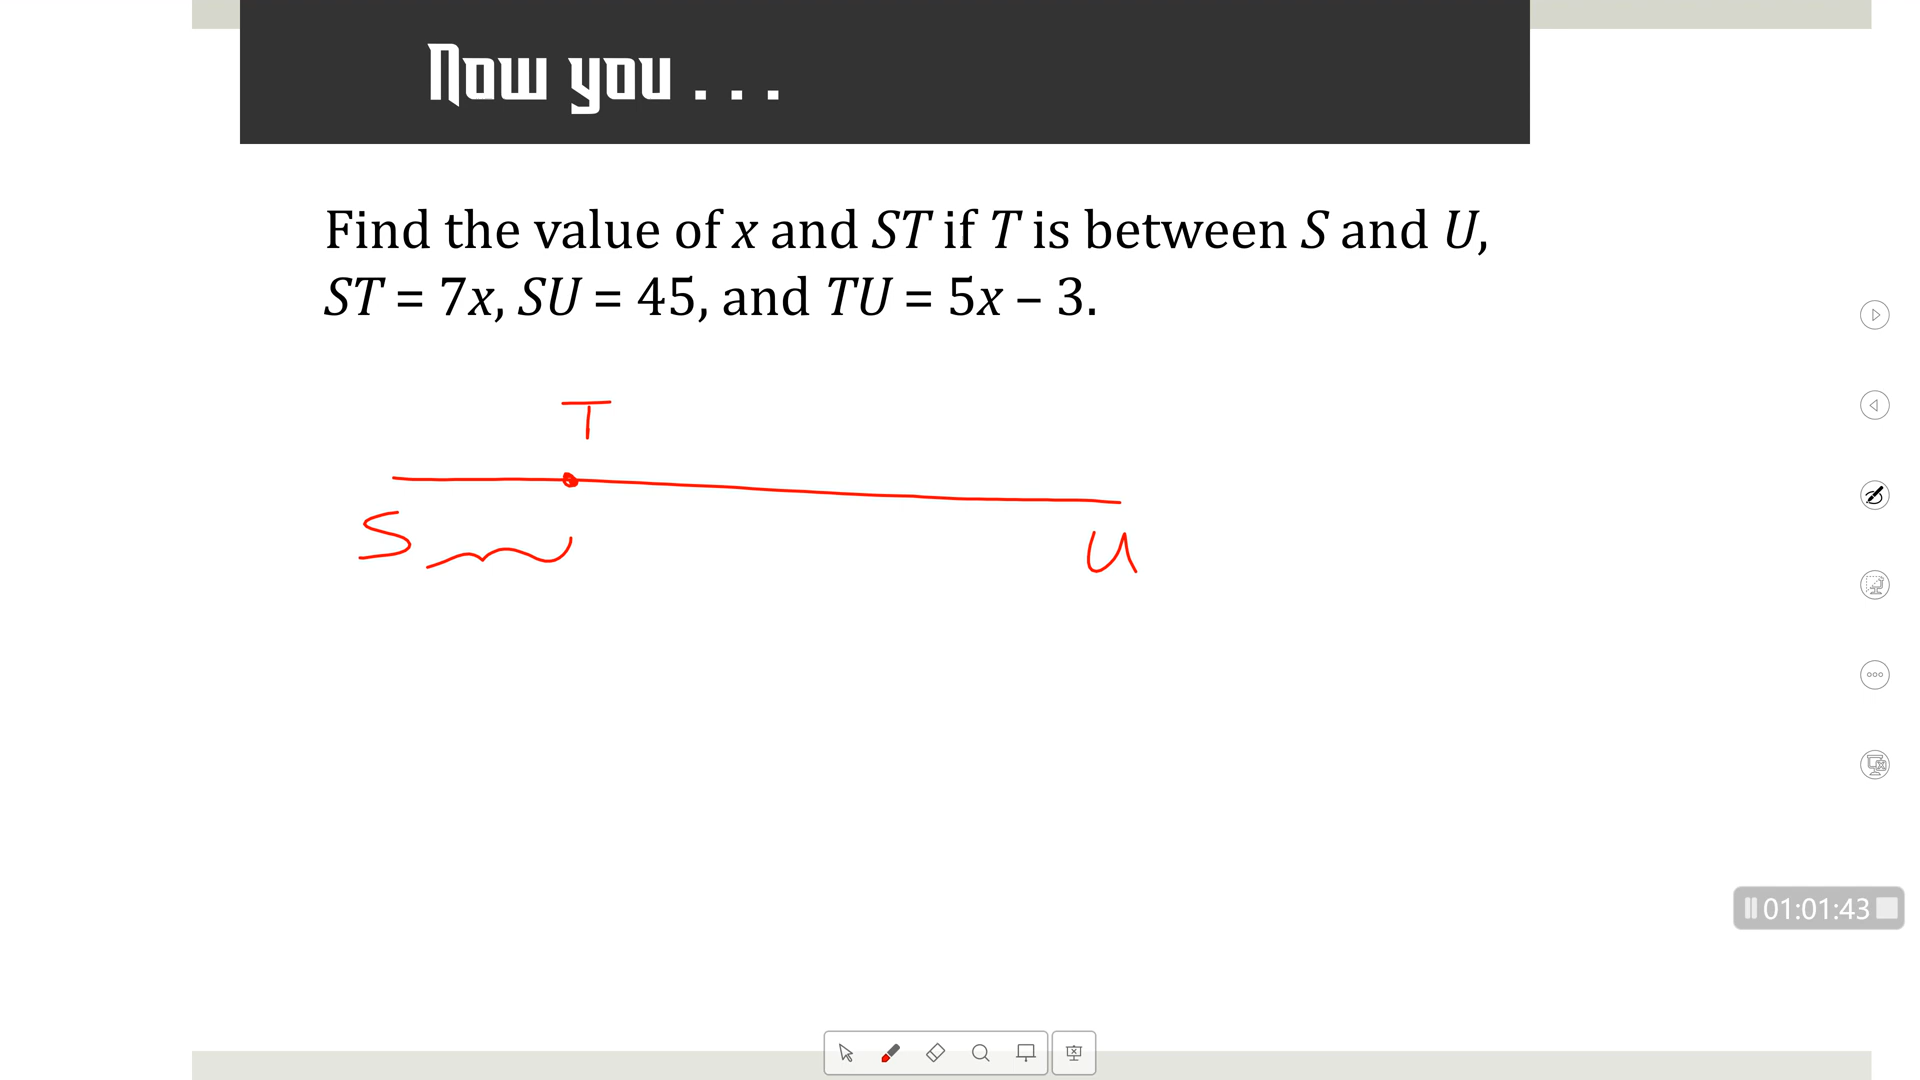 Now you . . .
Find the value of x and ST if T is between S and U,
ST = 7x, SU = 45, and TU = 5x – 3.
T
S
U
01:01:43